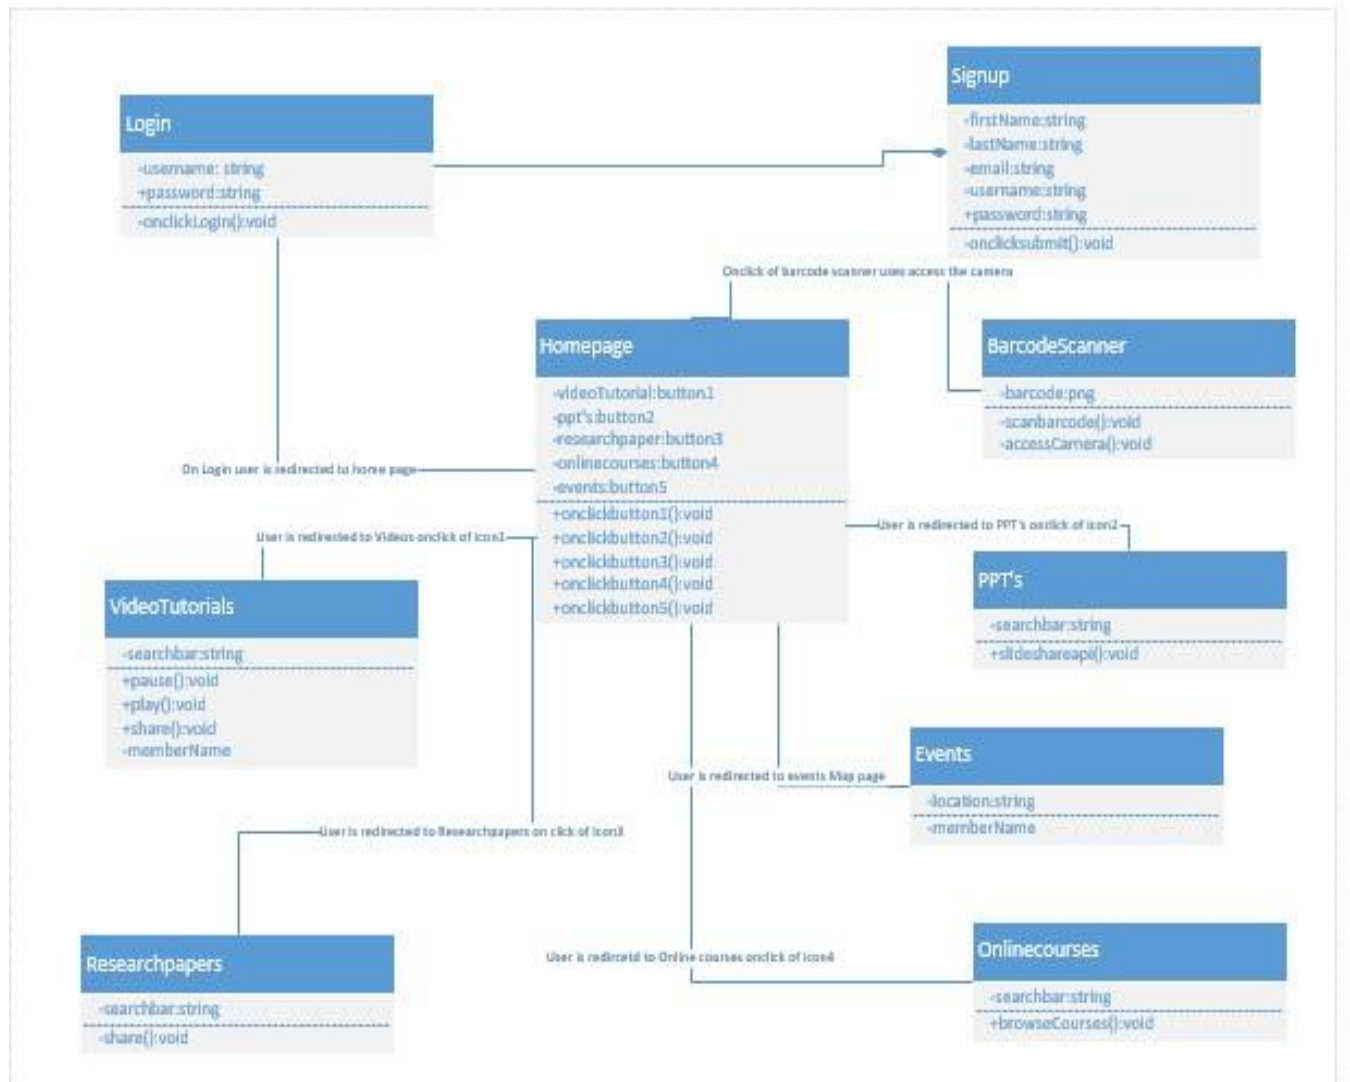 Signup
-firstName:string
-lastName:string
-email:string
-username:string
+password:string
-onclicksubmit():void
Login
-username: string
+password:string
-onclickLogin():void
Onclick of barcode scanner uses access the camera
Homepage
-videoTutorial:button1
-ppt's:button2
-researchpaper:button3
-onlinecourses:button4
-events:button5
+onclickbutton1():void
+onclickbutton2():void
+onclickbutton3():void
+onclickbutton4():void
+onclickbutton5():void
BarcodeScanner
-barcode:png
-scanbarcode():void
-accessCamera():void
On Login user is redirected to home page
User is redirected to Videos onclick of icon1
User is redirected to PPT's onclick of icon2
VideoTutorials
-searchbar:string
+pause():void
+play():void
+share():void
-memberName
PPT's
-searchbar:string
+slideshareapi():void
User is redirected to events Map page
Events
-location:string
-memberName
User is redirected to Researchpapers on click of icon3
Researchpapers
-searchbar:string
-share():void
User is redircetd to Online courses onclick of icon4
Onlinecourses
-searchbar:string
+browseCourses():void